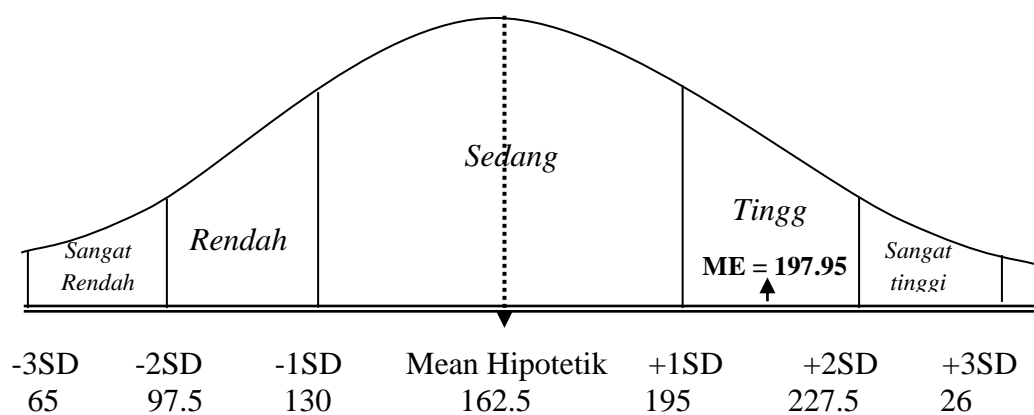 Sedang
Tingg
Rendah
Sangat
Rendah
ME = 197.95
Sangat
tinggi
-3SD -2SD -1SD Mean Hipotetik +1SD +2SD +3SD
65 97.5 130 162.5 195 227.5 26